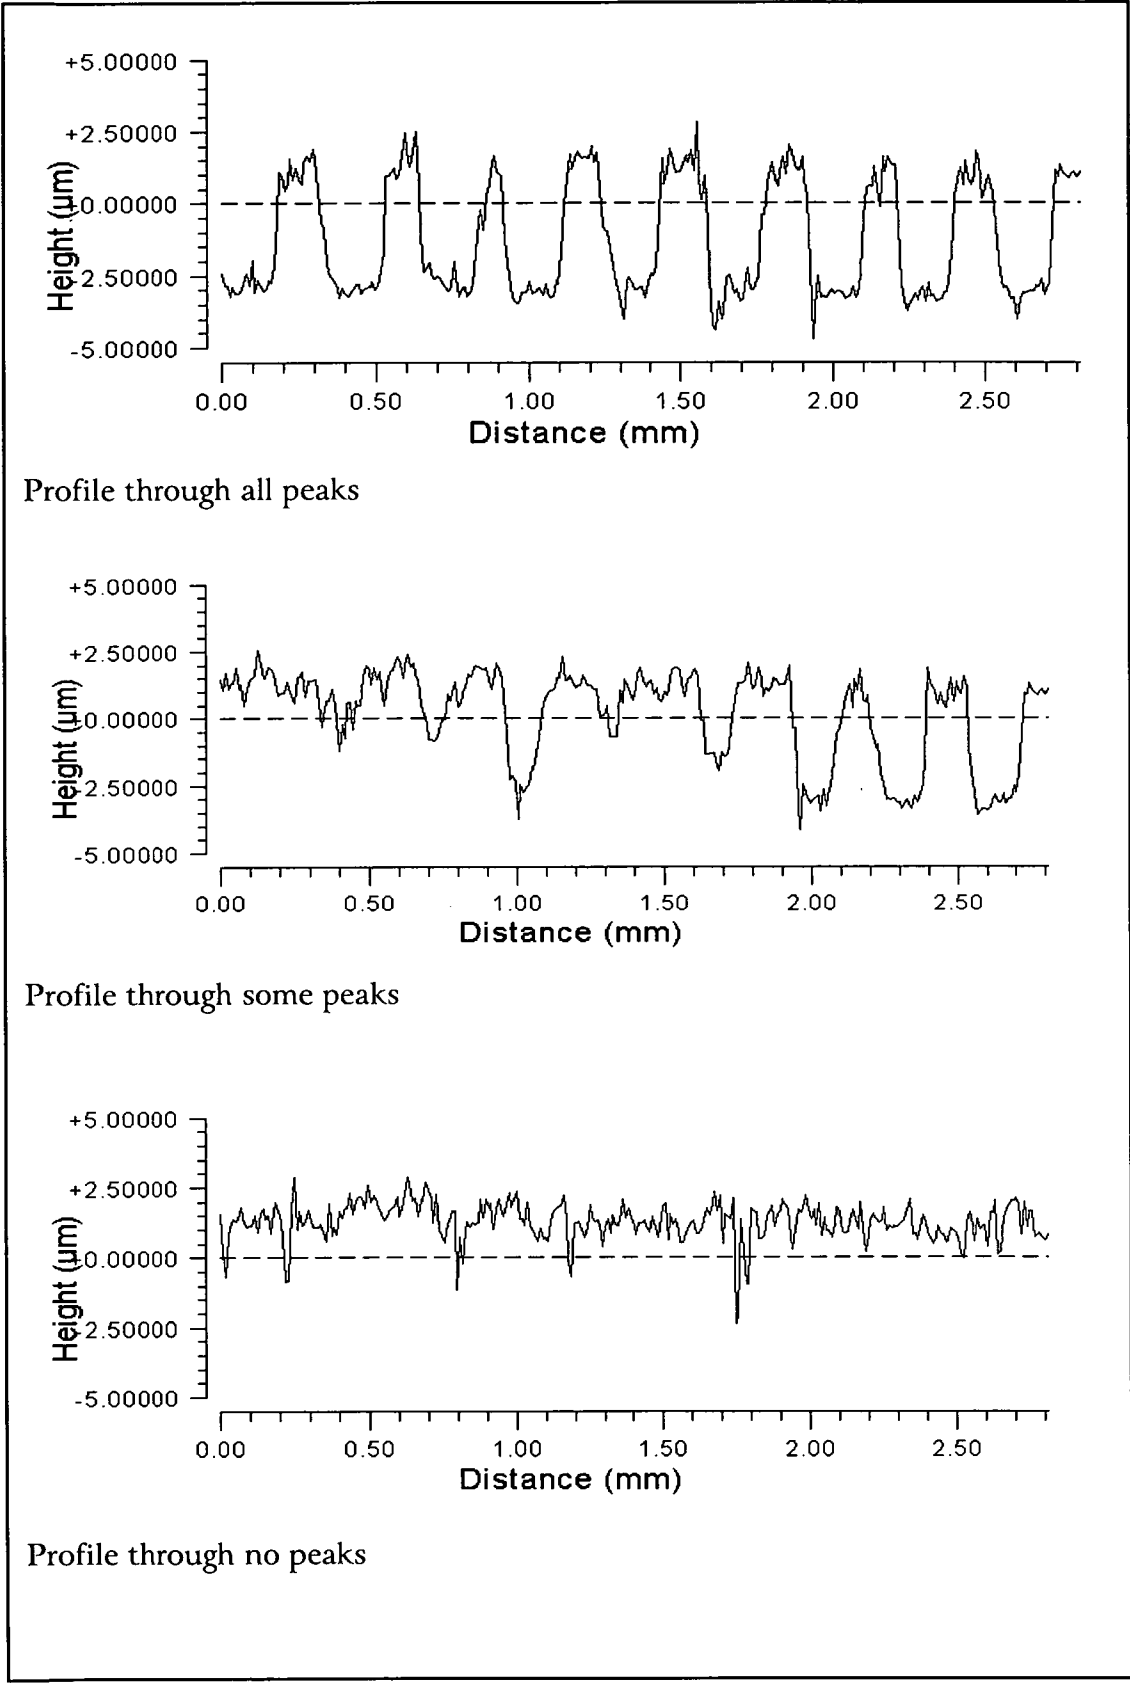 +5.00000
+2.50000
+0.00000
-2.50000
-5.00000
Height (µm)
0.00 0.50 1.00 1.50 2.00 2.50
Distance (mm)
Profile through all peaks
+5.00000
+2.50000
+0.00000
-2.50000
-5.00000
Height (µm)
0.00 0.50 1.00 1.50 2.00 2.50
Distance (mm)
Profile through some peaks
+5.00000
+2.50000
+0.00000
-2.50000
-5.00000
Height (µm)
0.00 0.50 1.00 1.50 2.00 2.50
Distance (mm)
Profile through no peaks